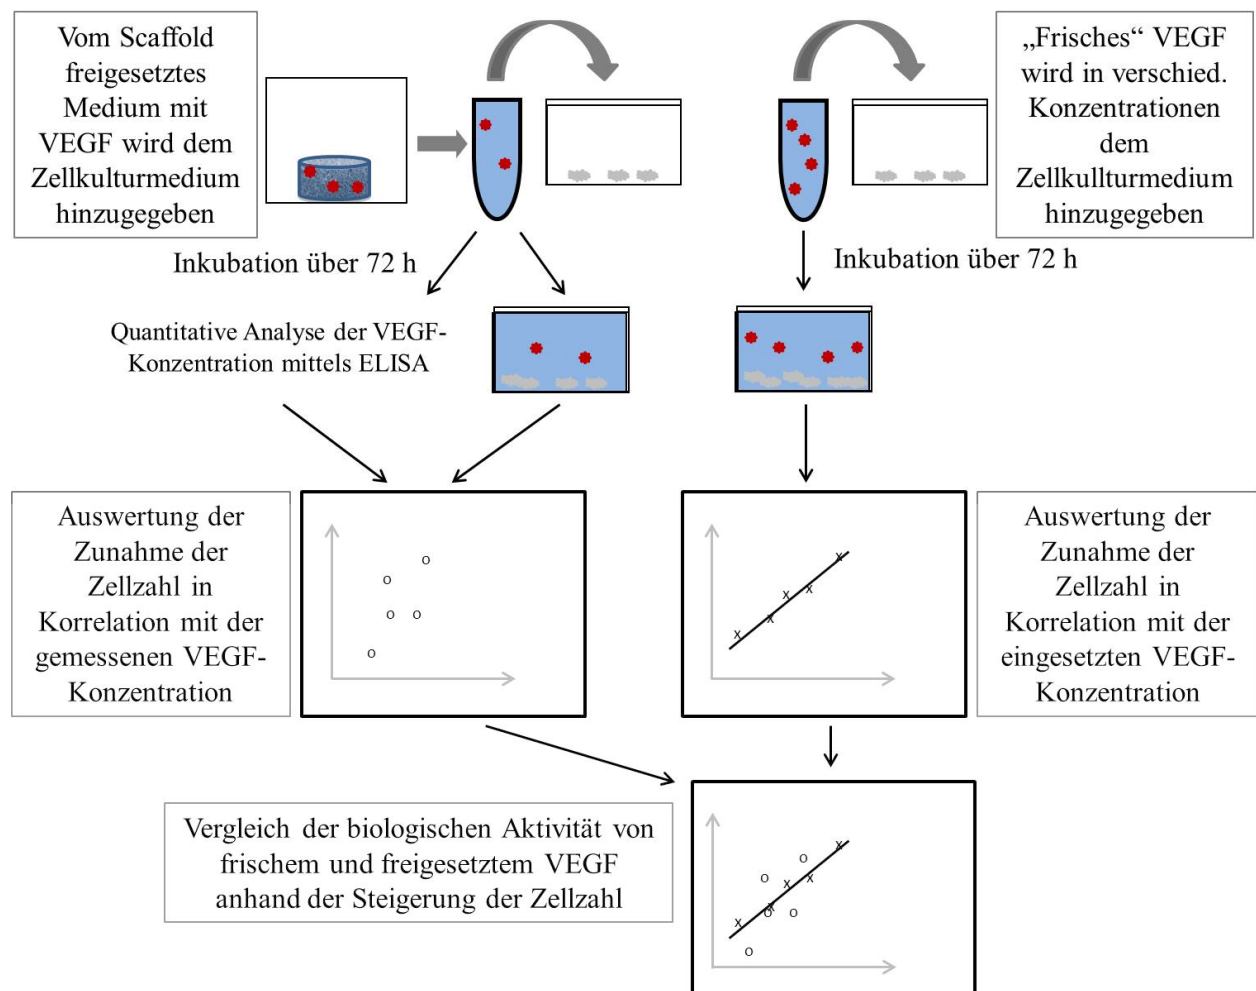 Vom Scaffold
freigesetztes
Medium mit
VEGF wird dem
Zellkulturmedium
hinzugegeben
„Frisches“ VEGF
wird in verschied.
Konzentrationen
dem
Zellkullturmedium
hinzugegeben
Inkubation über 72 h
Inkubation über 72 h
Quantitative Analyse der VEGF-
Konzentration mittels ELISA
Auswertung der
Zunahme der
Zellzahl in
Korrelation mit der
gemessenen VEGF-
Konzentration
Auswertung der
Zunahme der
Zellzahl in
Korrelation mit der
eingesetzten VEGF-
Konzentration
Vergleich der biologischen Aktivität von
frischem und freigesetztem VEGF
anhand der Steigerung der Zellzahl